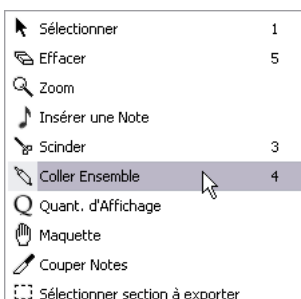 Sélectionner 1
Effacer 5
Zoom
Insérer une Note
Scinder 3
Coller Ensemble 4
Q Quant. d'Affichage
Maquette
Couper Notes
Sélectionner section à exporter